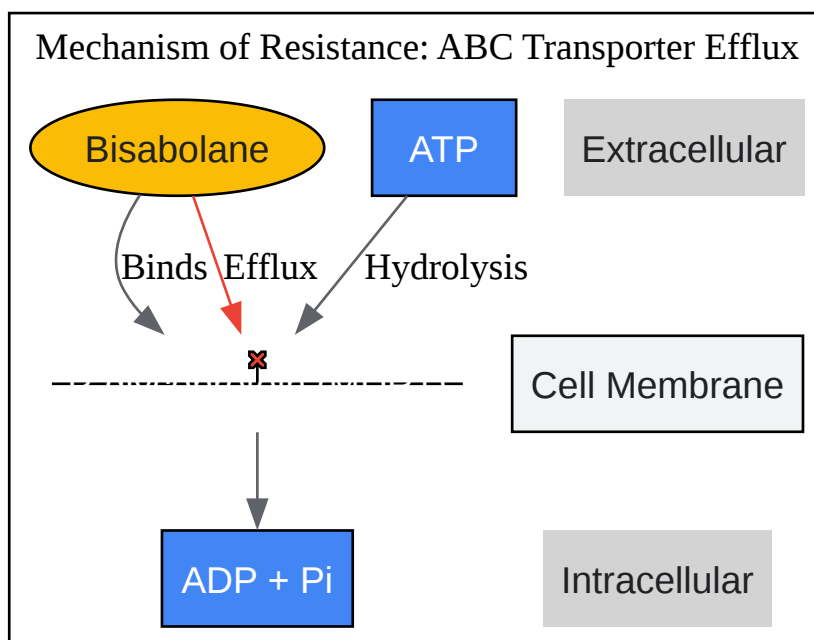 Mechanism of Resistance: ABC Transporter Efflux
Bisabolane
ATP
Extracellular
Binds
Efflux
Hydrolysis
Cell Membrane
ADP + Pi
Intracellular